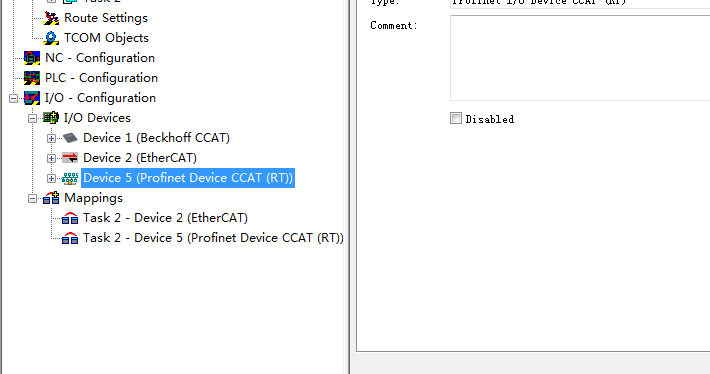 Task 2
Route Settings
TCOM Objects
NC - Configuration
PLC - Configuration
I/O - Configuration
I/O Devices
Device 1 (Beckhoff CCAT)
Device 2 (EtherCAT)
Device 5 (Profinet Device CCAT (RT))
Mappings
Task 2 - Device 2 (EtherCAT)
Task 2 - Device 5 (Profinet Device CCAT (RT))
Type: Profinet I/O Device CCAT (RT)
Comment:
Disabled